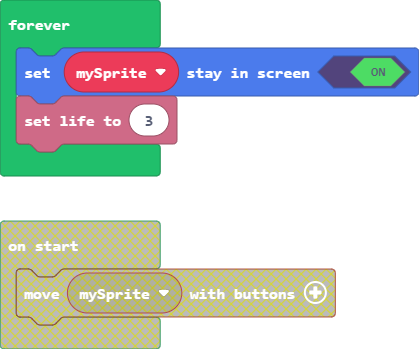 forever
set mySprite stay in screen ON
set life to 3
on start
move mySprite with buttons